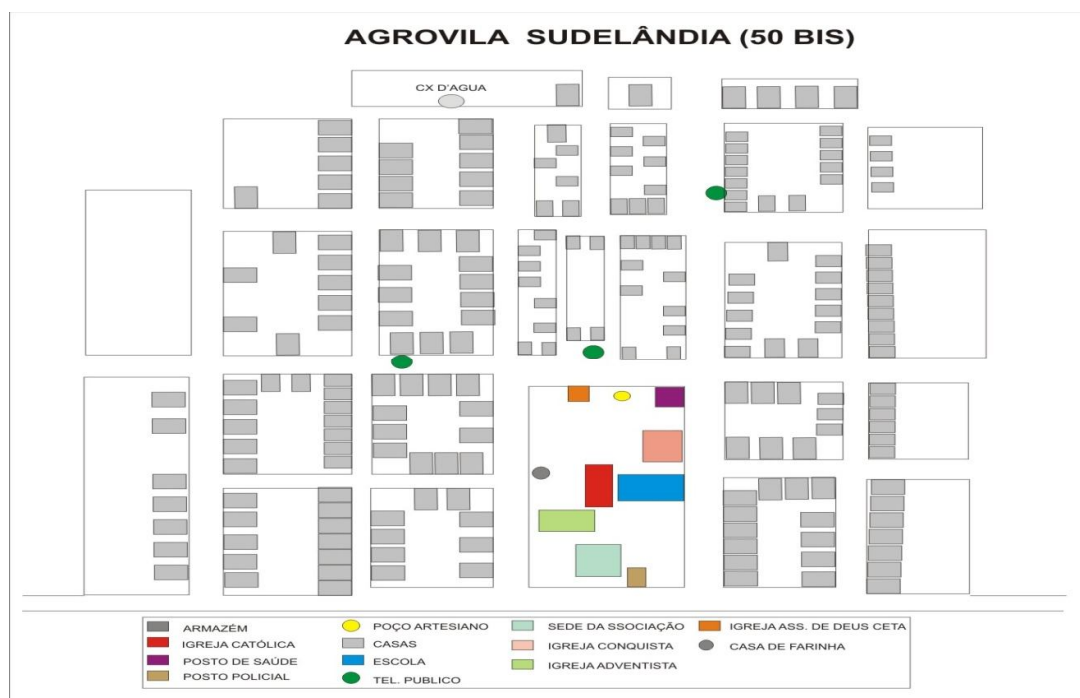 AGROVILA SUDELÂNDIA (50 BIS)
CX D'AGUA
ARMAZÉM
IGREJA CATÓLICA
POSTO DE SAÚDE
POSTO POLICIAL
POÇO ARTESIANO
CASAS
ESCOLA
TEL. PUBLICO
SEDE DA SSOCIAÇÃO
IGREJA CONQUISTA
IGREJA ADVENTISTA
IGREJA ASS. DE DEUS CETA
CASA DE FARINHA